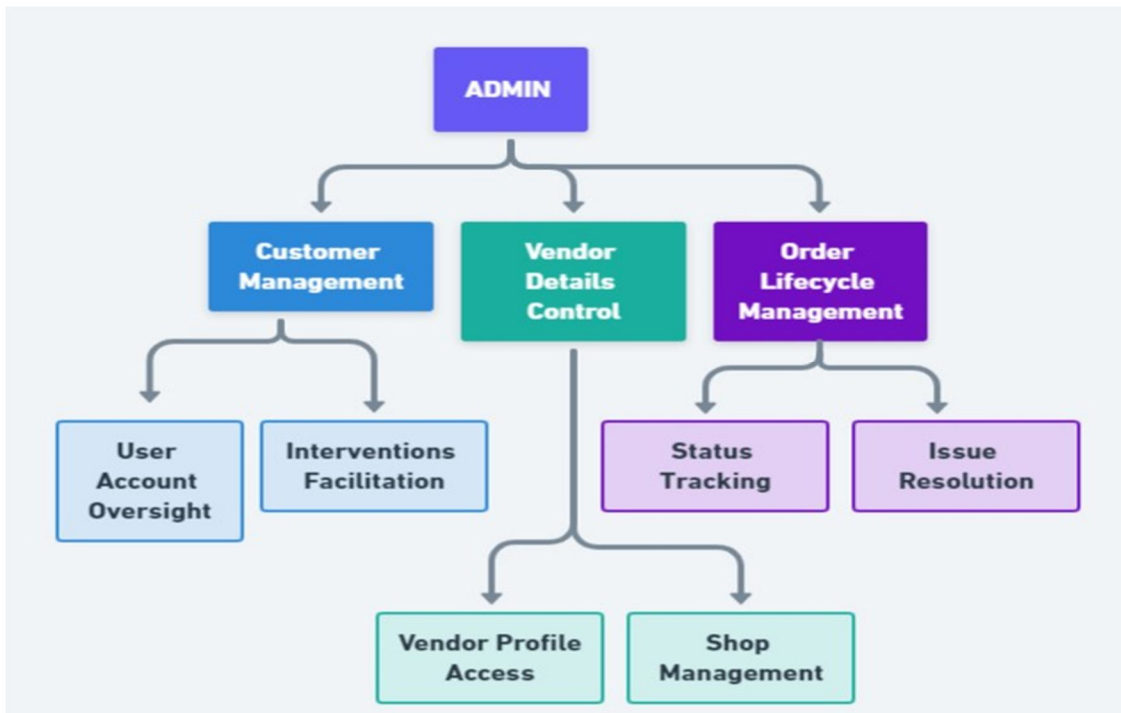 ADMIN
Customer
Management
Vendor
Details
Control
Order
Lifecycle
Management
User
Account
Oversight
Interventions
Facilitation
Status
Tracking
Issue
Resolution
Vendor Profile
Access
Shop
Management